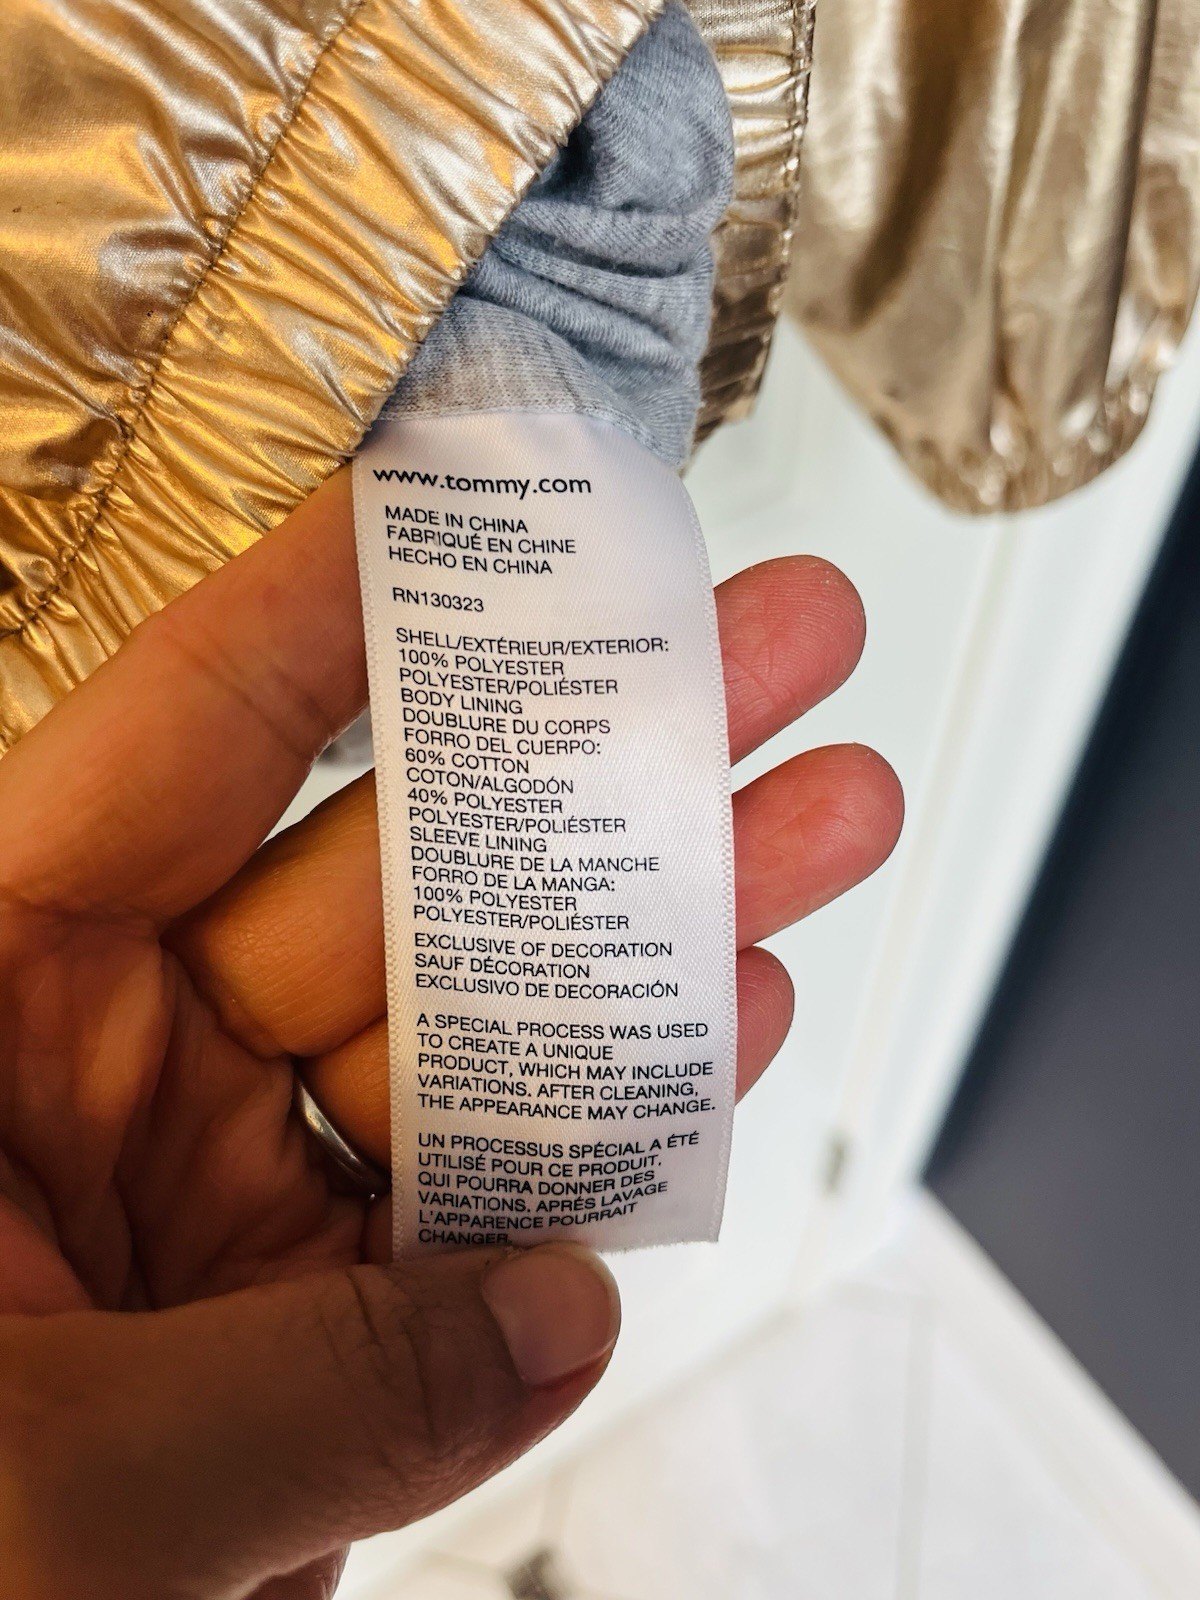 www.tommy.com
MADE IN CHINA
FABRIQUÉ EN CHINE
HECHO EN CHINA
RN130323
SHELL/EXTÉRIEUR/EXTERIOR:
100% POLYESTER
POLYESTER/POLIÉSTER
BODY LINING
DOUBLURE DU CORPS
FORRO DEL CUERPO:
60% COTTON
COTON/ALGODÓN
40% POLYESTER
POLYESTER/POLIÉSTER
SLEEVE LINING
DOUBLURE DE LA MANCHE
FORRO DE LA MANGA:
100% POLYESTER
POLYESTER/POLIÉSTER
EXCLUSIVE OF DECORATION
SAUF DÉCORATION
EXCLUSIVO DE DECORACIÓN
A SPECIAL PROCESS WAS USED
TO CREATE A UNIQUE
PRODUCT, WHICH MAY INCLUDE
VARIATIONS. AFTER CLEANING,
THE APPEARANCE MAY CHANGE.
UN PROCESSUS SPÉCIAL A ÉTÉ
UTILISÉ POUR CE PRODUIT.
QUI POURRA DONNER DES
VARIATIONS. APRÉS LAVAGE
L'APPARENCE POURRAIT
CHANGER.